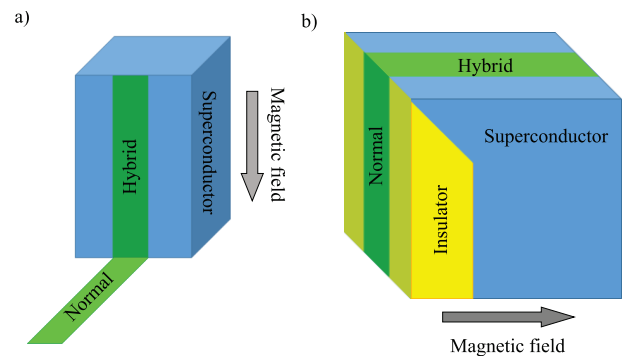 a)
Hybrid
Superconductor
Magnetic field
Normal
b)
Hybrid
Superconductor
Normal
Insulator
Magnetic field